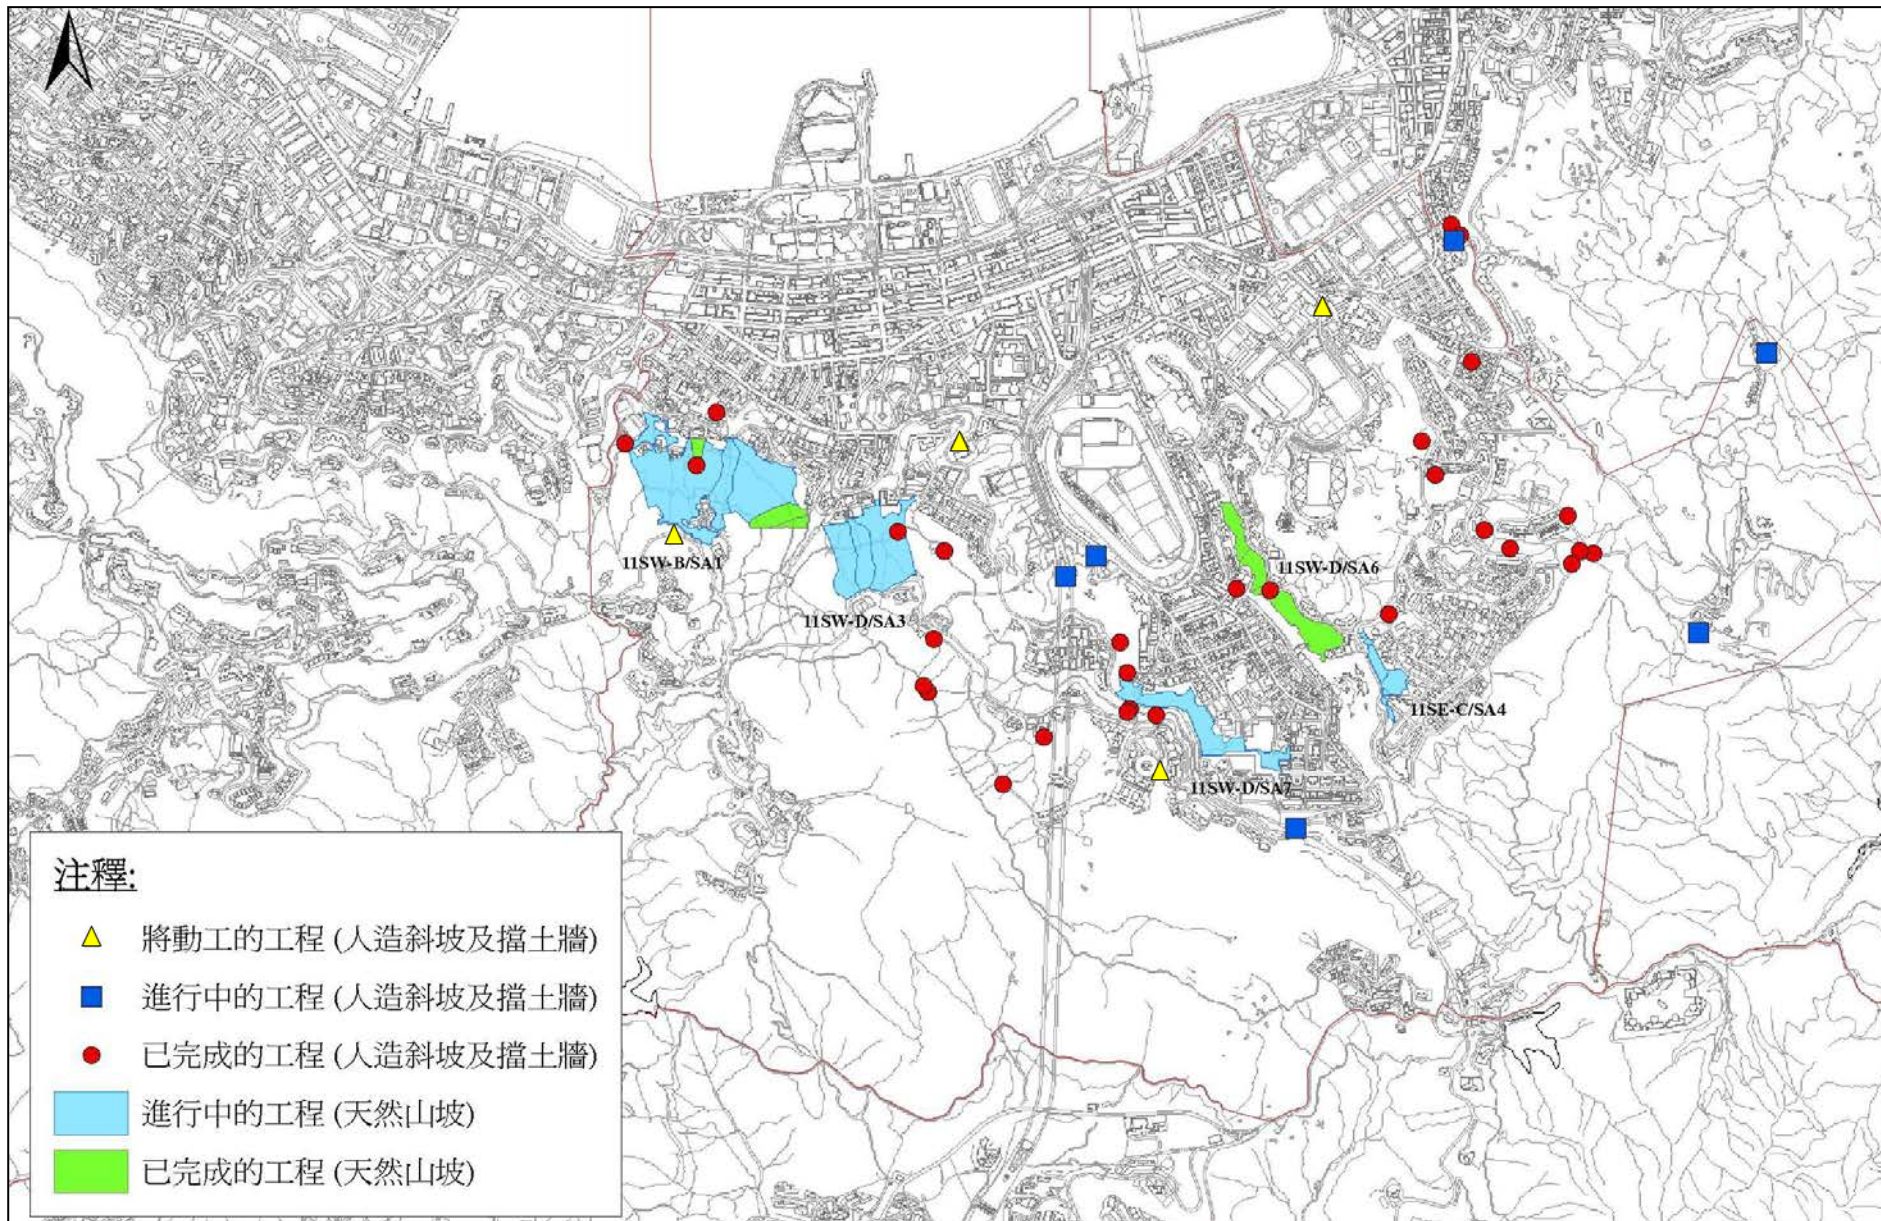 11SW-B/SA1
11SW-D/SA3
11SW-D/SA6
11SE-C/SA4
11SW-D/SA7
注釋:
將動工的工程 (人造斜坡及擋土牆)
進行中的工程 (人造斜坡及擋土牆)
已完成的工程 (人造斜坡及擋土牆)
進行中的工程 (天然山坡)
已完成的工程 (天然山坡)